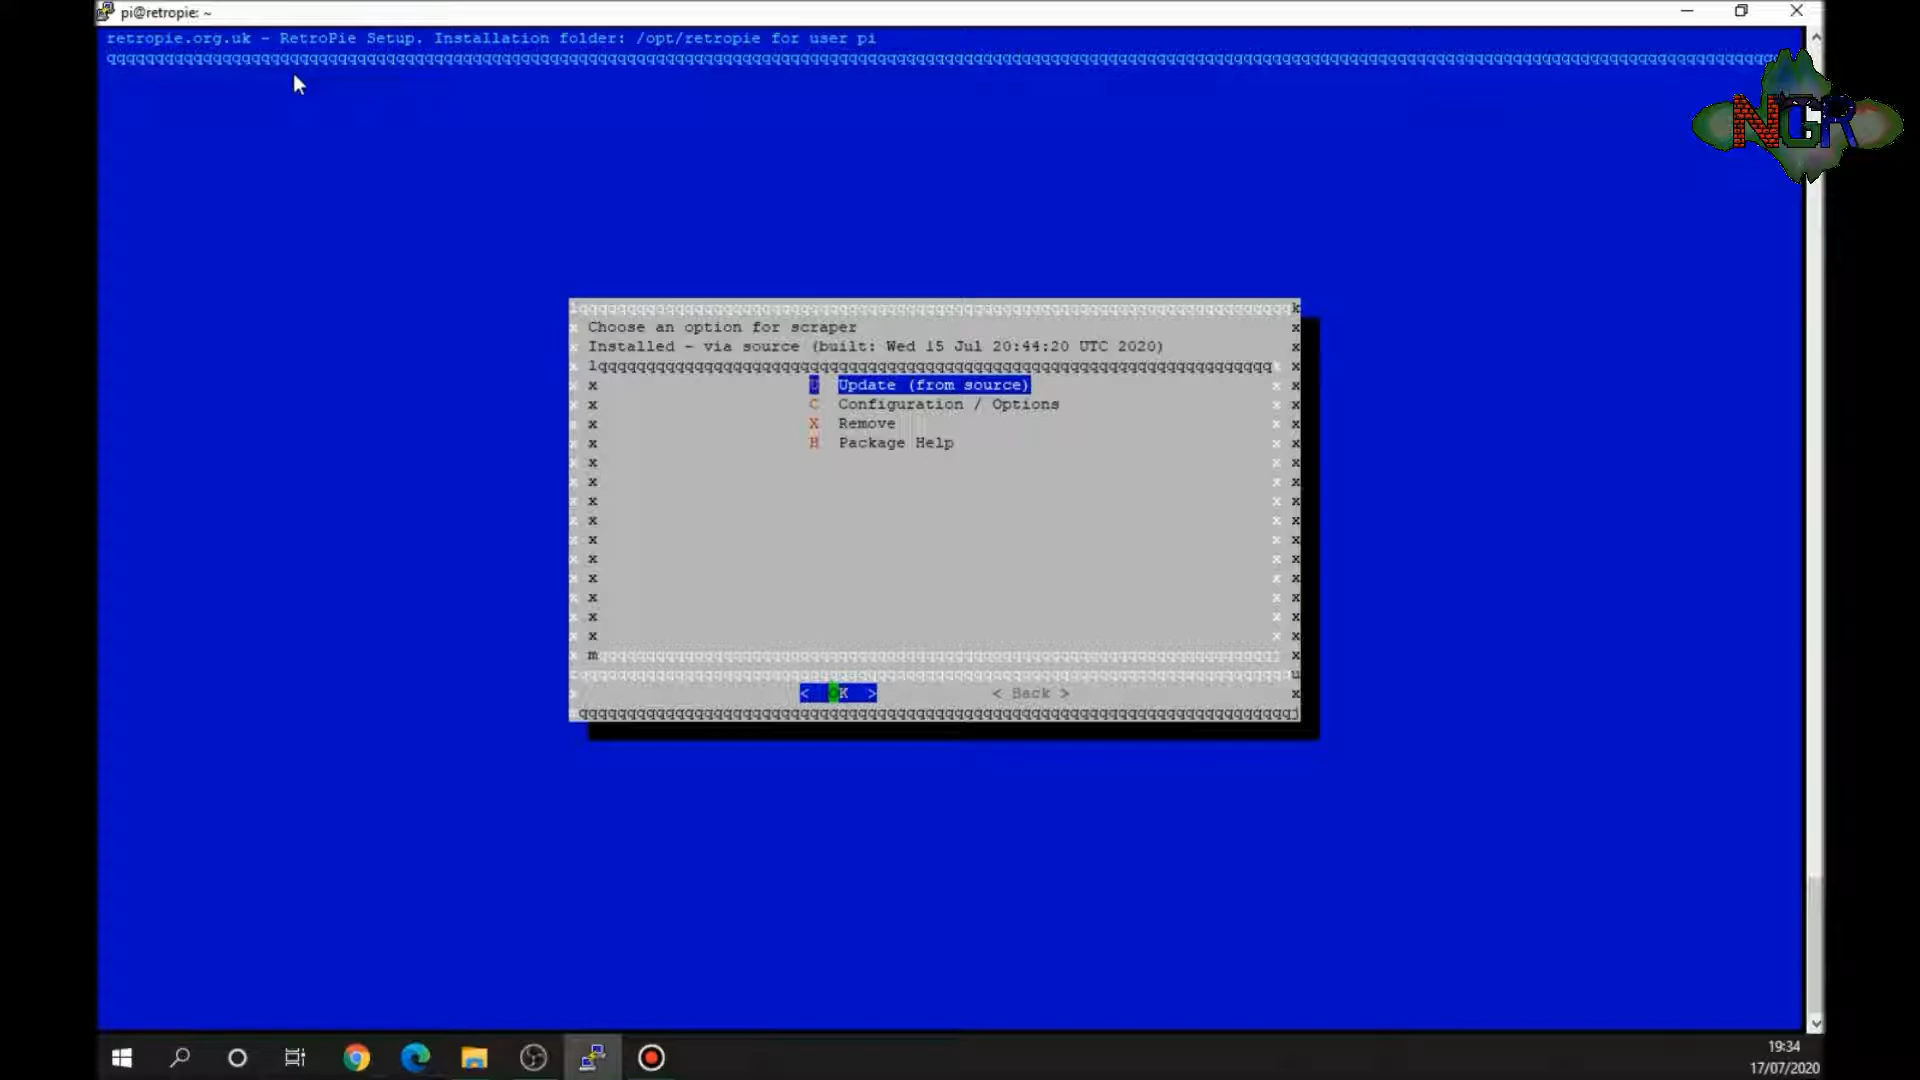 pi@retropie: ~
retropie.org.uk - RetroPie Setup. Installation folder: /opt/retropie for user pi
NGR
Choose an option for scraper
Installed - via source (built: Wed 15 Jul 20:44:20 UTC 2020)
U Update (from source)
C Configuration / Options
X Remove
H Package Help
< OK > < Back >
19:34
17/07/2020